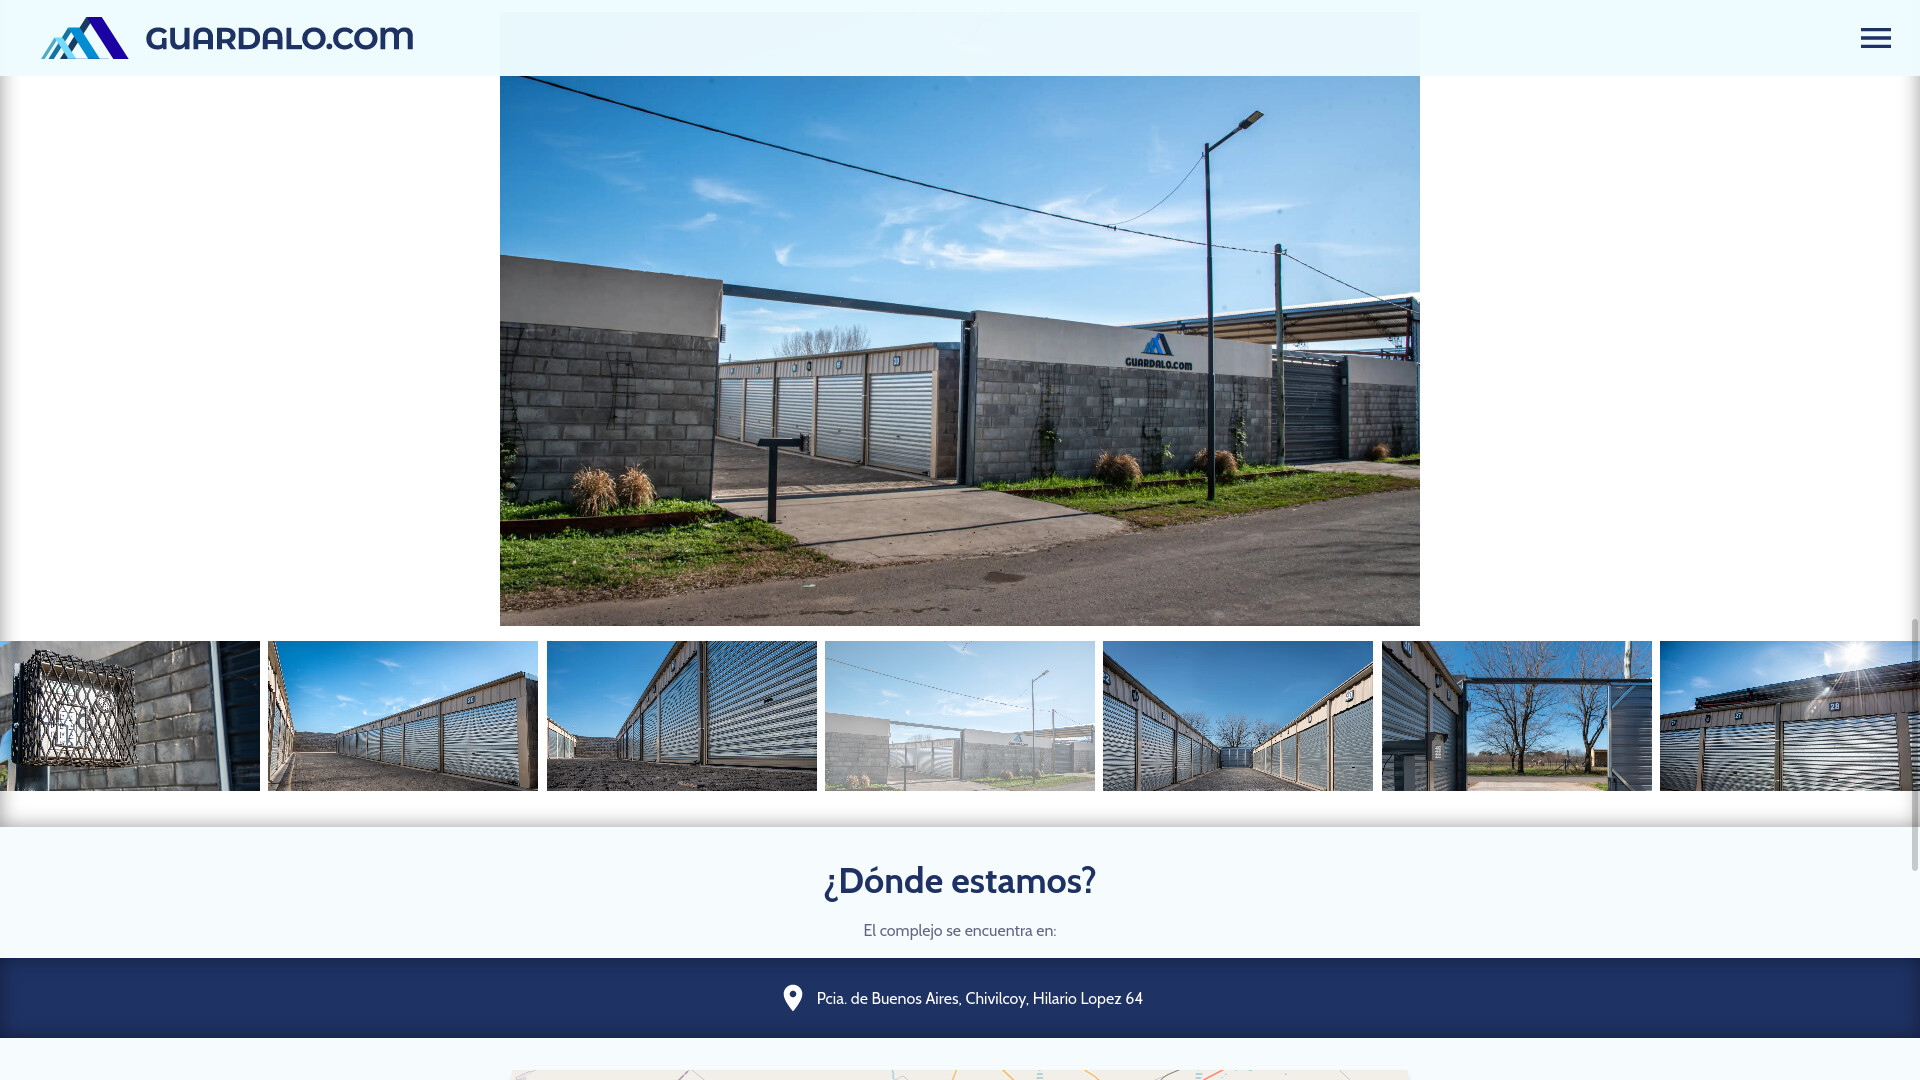 GUARDALO.COM
GUARDALO.COM
28
¿Dónde estamos?
El complejo se encuentra en:
Pcia. de Buenos Aires, Chivilcoy, Hilario Lopez 64